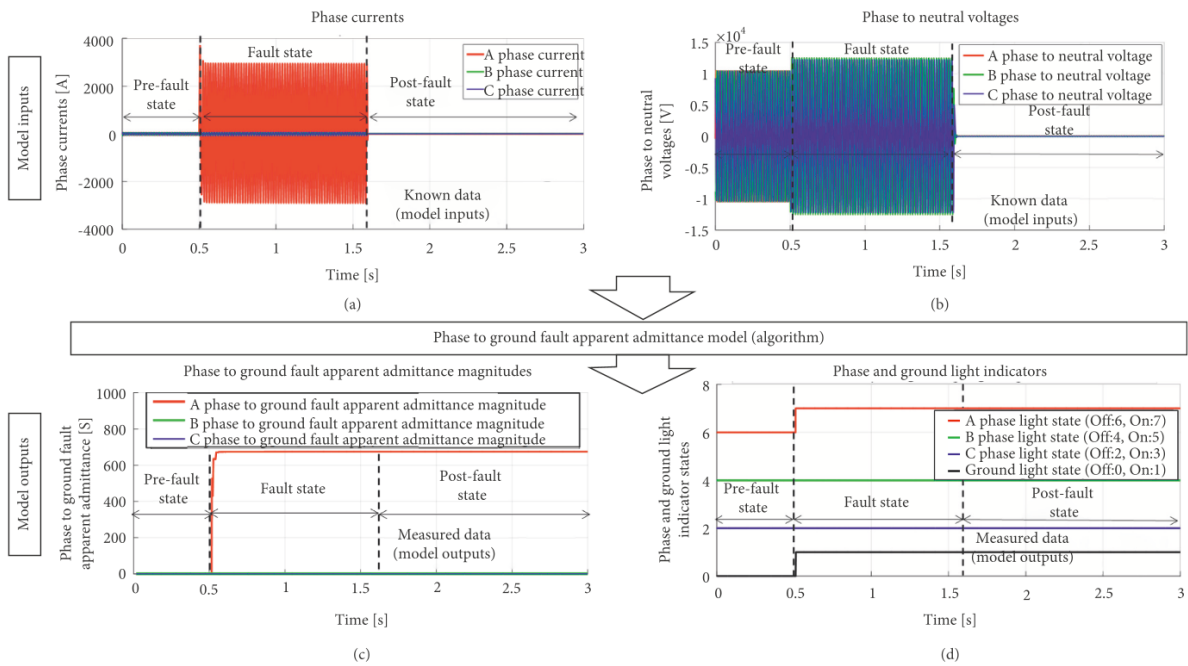 Model inputs
Phase currents
Phase currents [A]
4000
2000
0
-2000
-4000
Pre-fault
state
Fault state
Post-fault
state
A phase current
B phase current
C phase current
Known data
(model inputs)
0
0.5
1
1.5
2
2.5
3
Time [s]
(a)
Phase to neutral voltages
×10⁴
Phase to neutral
voltages [V]
1.5
1
0.5
0
-0.5
-1
-1.5
Pre-fault
state
Fault state
A phase to neutral voltage
B phase to neutral voltage
C phase to neutral voltage
Post-fault
state
Known data
(model inputs)
0
0.5
1
1.5
2
2.5
3
Time [s]
(b)
Phase to ground fault apparent admittance model (algorithm)
Model outputs
Phase to ground fault apparent admittance magnitudes
Phase to ground fault
apparent admittance [S]
1000
800
600
400
200
0
A phase to ground fault apparent admittance magnitude
B phase to ground fault apparent admittance magnitude
C phase to ground fault apparent admittance magnitude
Pre-fault
state
Fault state
Post-fault
state
Measured data
(model outputs)
0
0.5
1
1.5
2
2.5
3
Time [s]
(c)
Phase and ground light indicators
Phase and ground light
indicator states
8
6
4
2
0
A phase light state (Off:6, On:7)
B phase light state (Off:4, On:5)
C phase light state (Off:2, On:3)
Ground light state (Off:0, On:1)
Pre-fault
state
Fault state
Post-fault
state
Measured data
(model outputs)
0
0.5
1
1.5
2
2.5
3
Time [s]
(d)